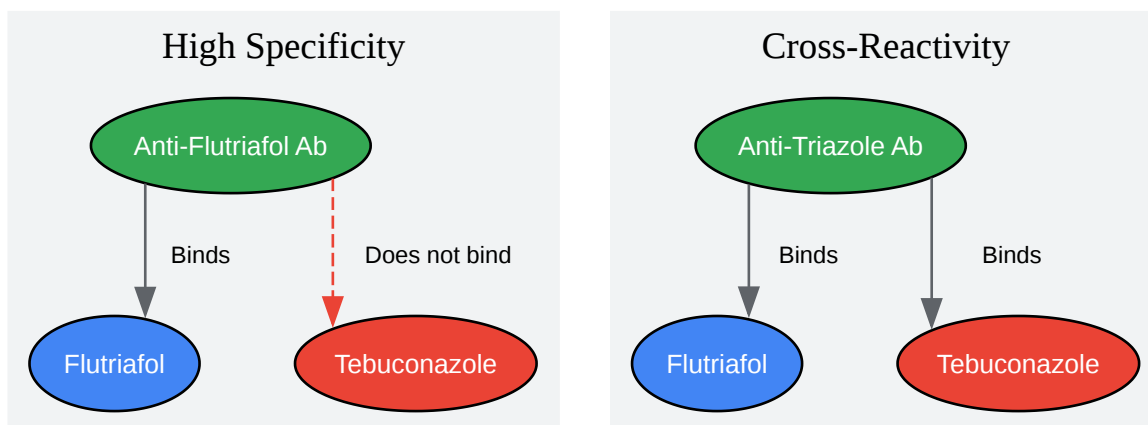 High Specificity
Anti-Flutriafol Ab
Binds
Does not bind
Flutriafol
Tebuconazole
Cross-Reactivity
Anti-Triazole Ab
Binds
Binds
Flutriafol
Tebuconazole